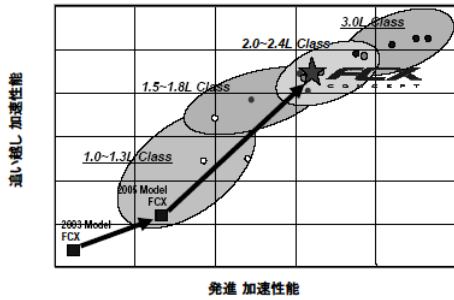 3.0L Class
2.0~2.4L Class
FCX
CONCEPT
1.5~1.8L Class
1.0~1.3L Class
2005 Model
FCX
2003 Model
FCX
追い越し 加速性能
発進 加速性能